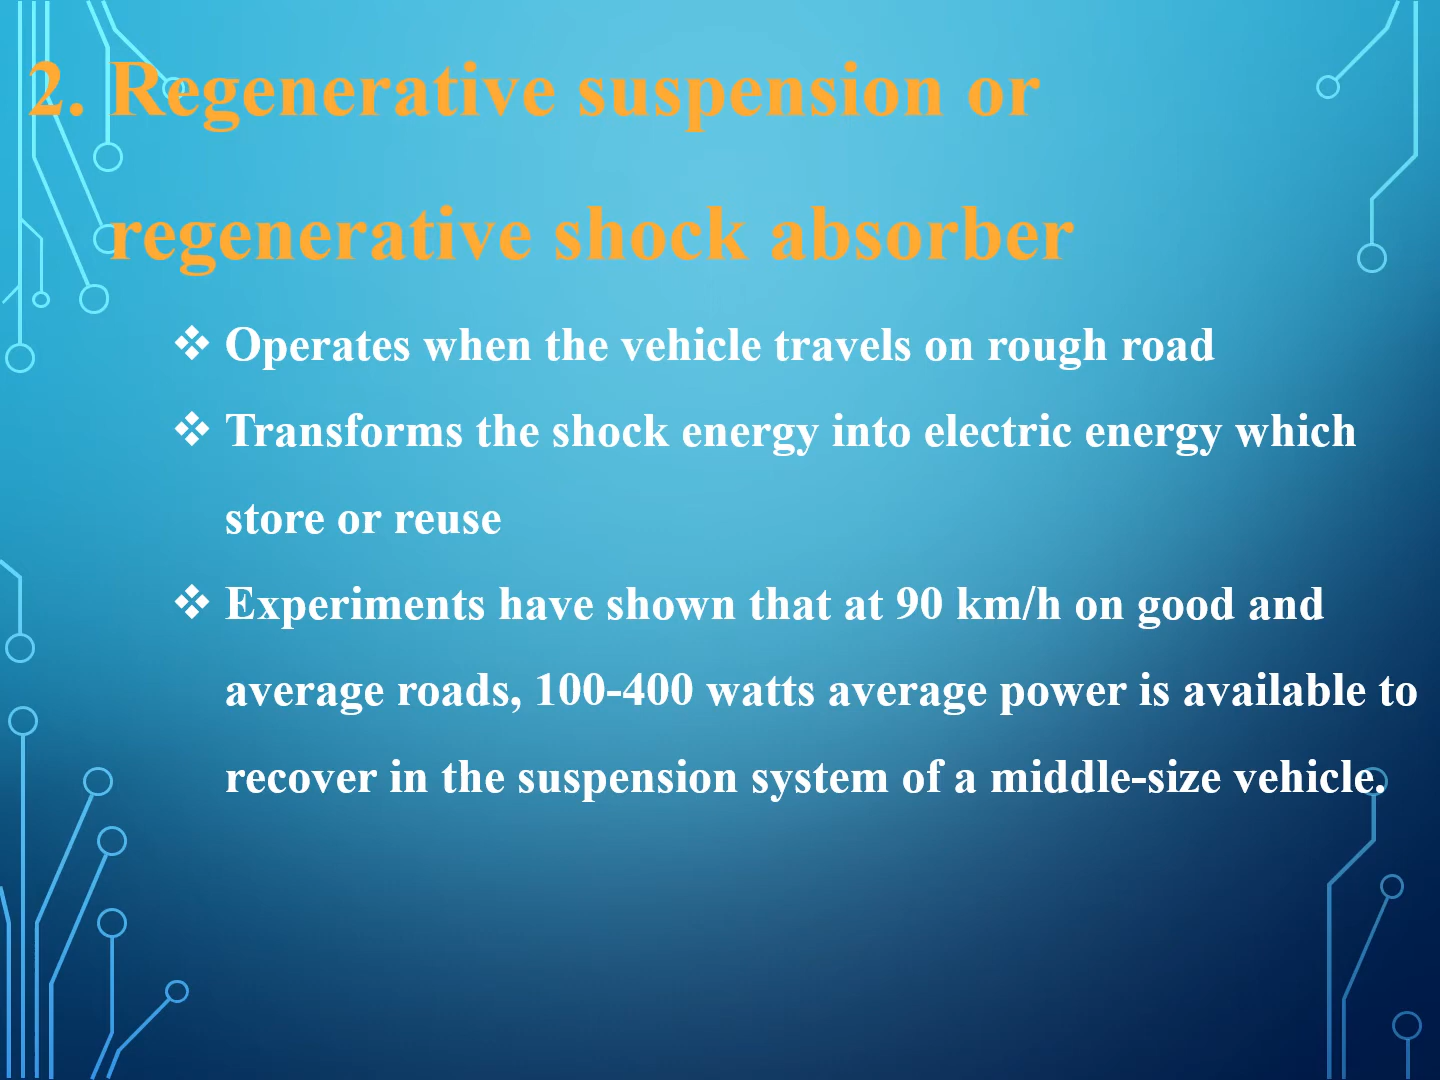 2. Regenerative suspension or
regenerative shock absorber
❖ Operates when the vehicle travels on rough road
❖ Transforms the shock energy into electric energy which
store or reuse
❖ Experiments have shown that at 90 km/h on good and
average roads, 100-400 watts average power is available to
recover in the suspension system of a middle-size vehicle.